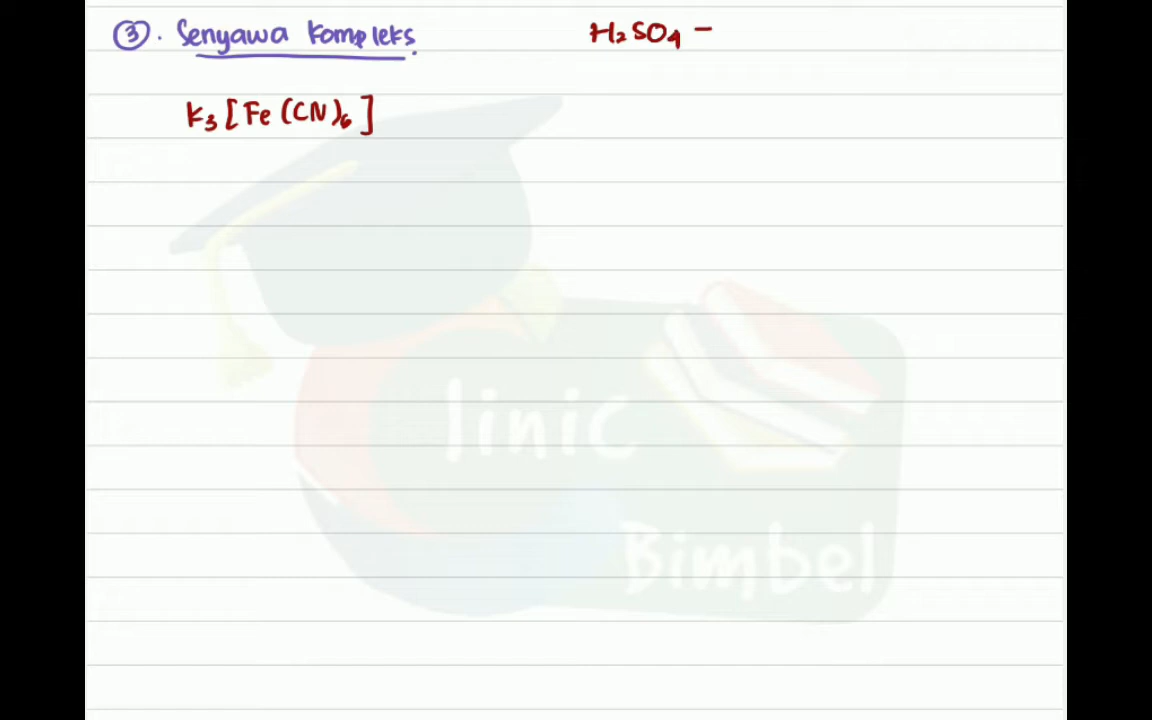 ③. Senyawa Kompleks
H₂SO₄ –
K₃[Fe(CN)₆]
linic
Bimbel